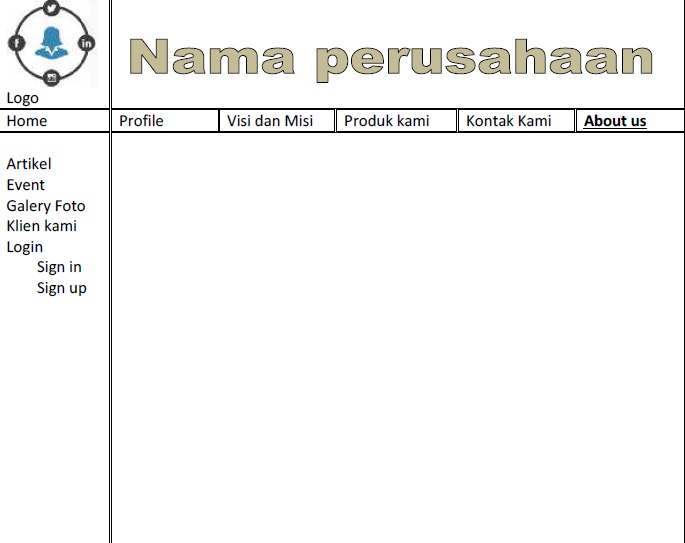 Nama perusahaan
Logo
Home Profile Visi dan Misi Produk kami Kontak Kami About us
Artikel
Event
Galery Foto
Klien kami
Login
Sign in
Sign up